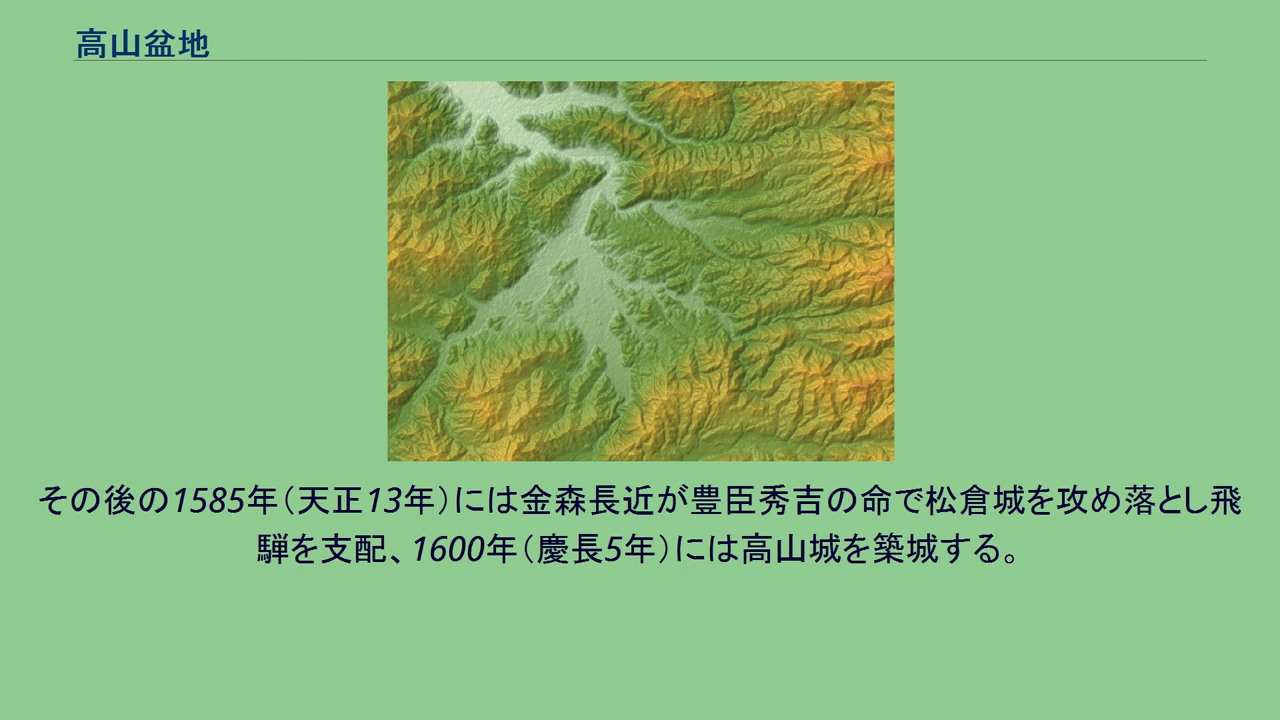 高山盆地
その後の1585年（天正13年）には金森長近が豊臣秀吉の命で松倉城を攻め落とし飛
騨を支配、1600年（慶長5年）には高山城を築城する。